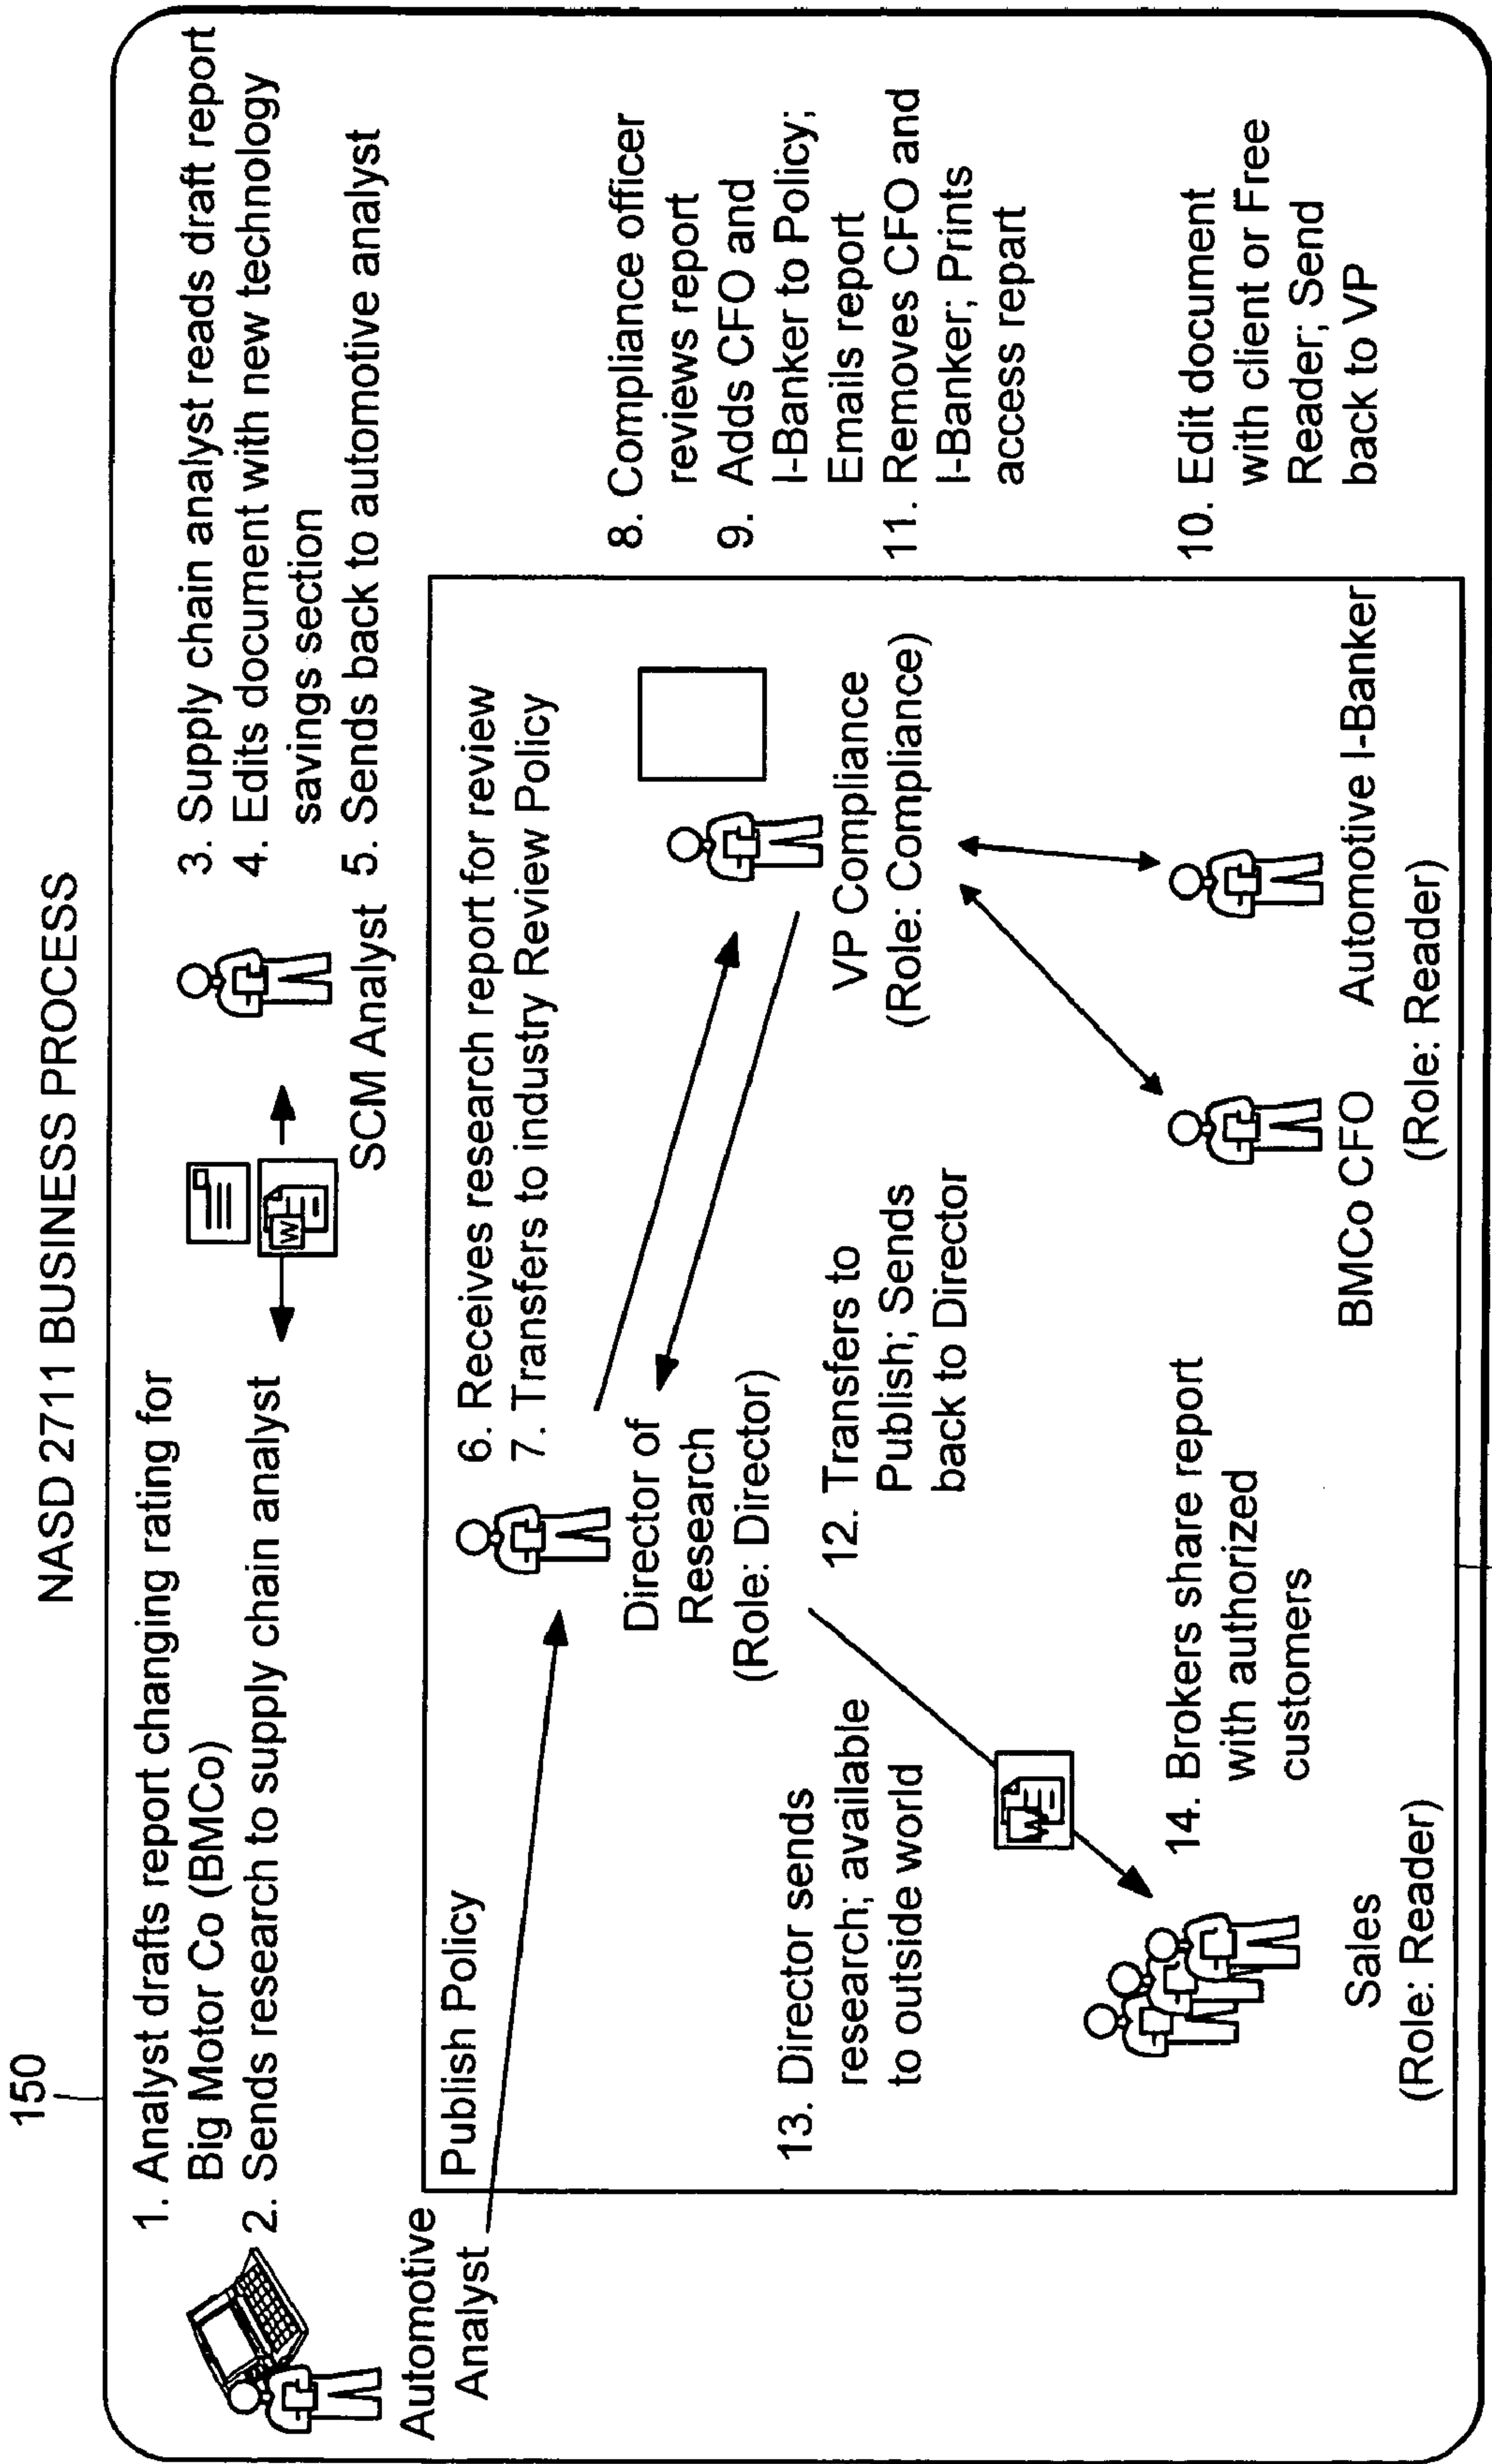 NASD 2711 BUSINESS PROCESS
150
1. Analyst drafts report changing rating for
Big Motor Co (BMCo)
2. Sends research to supply chain analyst
3. Supply chain analyst reads draft report
4. Edits document with new technology
savings section
5. Sends back to automotive analyst
W
Automotive
Analyst
SCM Analyst
Publish Policy
6. Receives research report for review
7. Transfers to industry Review Policy
Director of
Research
(Role: Director)
VP Compliance
(Role: Compliance)
8. Compliance officer
reviews report
9. Adds CFO and
I-Banker to Policy;
Emails report
11. Removes CFO and
I-Banker; Prints
access repart
12. Transfers to
Publish; Sends
back to Director
13. Director sends
research; available
to outside world
W
14. Brokers share report
with authorized
customers
10. Edit document
with client or Free
Reader; Send
back to VP
Sales
(Role: Reader)
BMCo CFO
Automotive I-Banker
(Role: Reader)